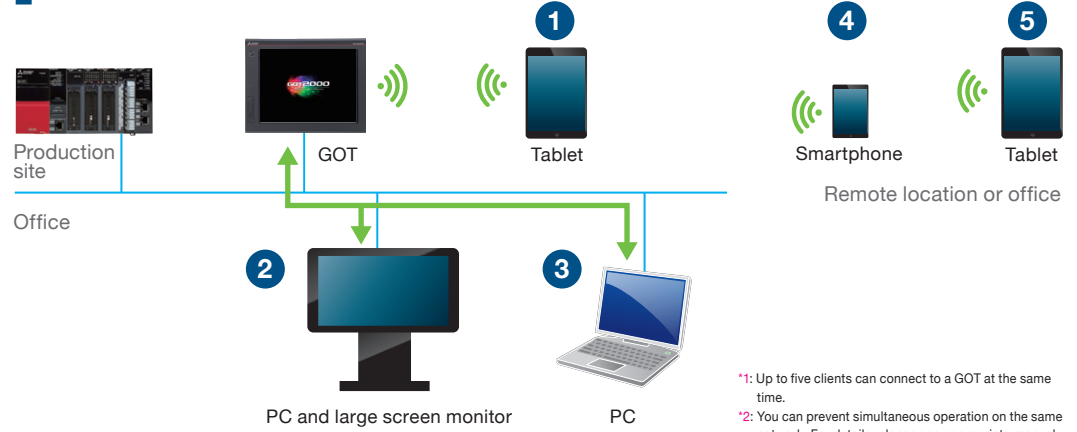 1
4
5
GOT2000
Production
site
GOT
Tablet
Smartphone
Tablet
Remote location or office
Office
2
3
PC and large screen monitor
PC
*1: Up to five clients can connect to a GOT at the same
time.
*2: You can prevent simultaneous operation on the same